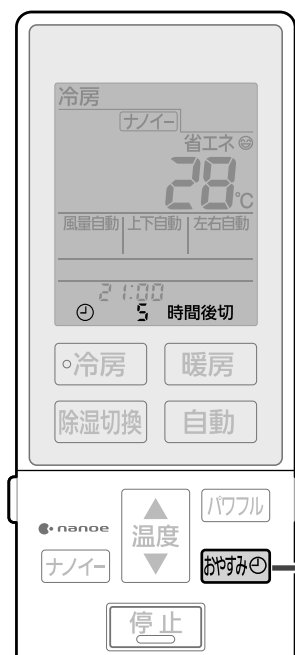 冷房
ナノイー
省エネ
28℃
風量自動 上下自動 左右自動
21:00
5 時間後切
冷房 暖房
除湿切換 自動
パワフル
nanoe
温度
ナノイー おやすみ
停止